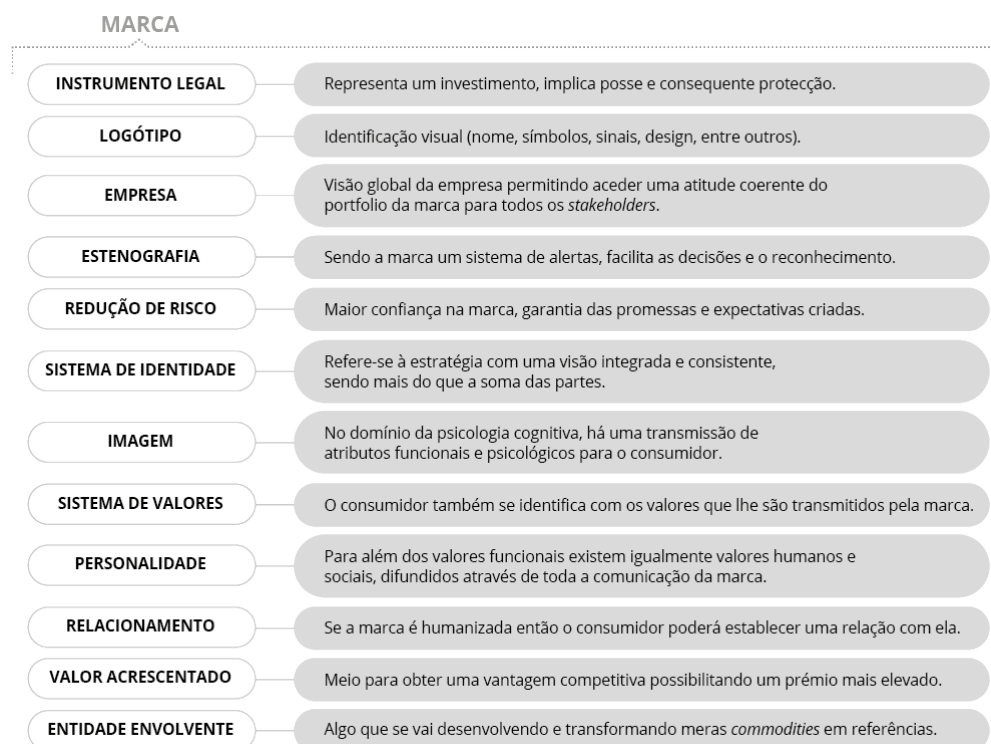 MARCA
INSTRUMENTO LEGAL
Representa um investimento, implica posse e consequente protecção.
LOGÓTIPO
Identificação visual (nome, símbolos, sinais, design, entre outros).
EMPRESA
Visão global da empresa permitindo aceder uma atitude coerente do
portfolio da marca para todos os stakeholders.
ESTENOGRAFIA
Sendo a marca um sistema de alertas, facilita as decisões e o reconhecimento.
REDUÇÃO DE RISCO
Maior confiança na marca, garantia das promessas e expectativas criadas.
SISTEMA DE IDENTIDADE
Refere-se à estratégia com uma visão integrada e consistente,
sendo mais do que a soma das partes.
IMAGEM
No domínio da psicologia cognitiva, há uma transmissão de
atributos funcionais e psicológicos para o consumidor.
SISTEMA DE VALORES
O consumidor também se identifica com os valores que lhe são transmitidos pela marca.
PERSONALIDADE
Para além dos valores funcionais existem igualmente valores humanos e
sociais, difundidos através de toda a comunicação da marca.
RELACIONAMENTO
Se a marca é humanizada então o consumidor poderá establecer uma relação com ela.
VALOR ACRESCENTADO
Meio para obter uma vantagem competitiva possibilitando um prémio mais elevado.
ENTIDADE ENVOLVENTE
Algo que se vai desenvolvendo e transformando meras commodities em referências.